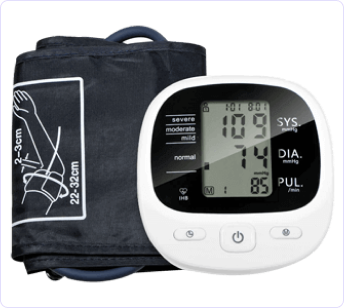 2-3cm
22-32cm
severe
moderate
mild
normal
IHB
109
SYS.
mmHg
74
DIA.
mmHg
M
85
PUL.
/min